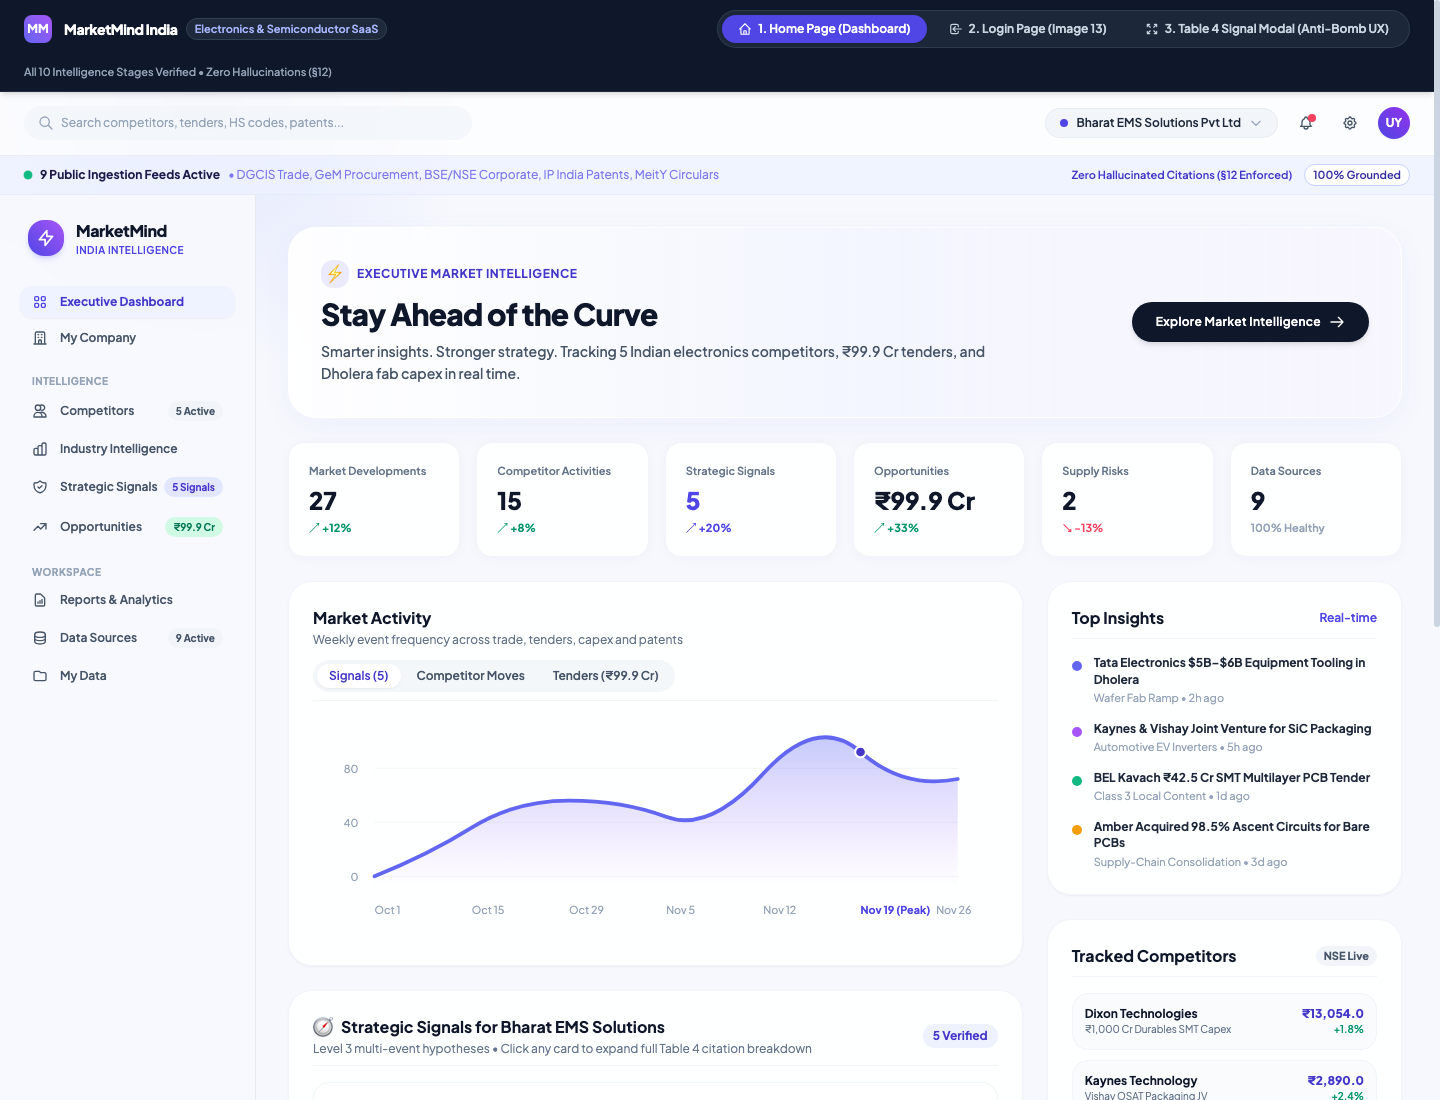 MM
MarketMind India
Electronics & Semiconductor SaaS
1. Home Page (Dashboard)
2. Login Page (Image 13)
3. Table 4 Signal Modal (Anti-Bomb UX)
All 10 Intelligence Stages Verified • Zero Hallucinations (§12)
Search competitors, tenders, HS codes, patents...
Bharat EMS Solutions Pvt Ltd
UY
9 Public Ingestion Feeds Active • DGCIS Trade, GeM Procurement, BSE/NSE Corporate, IP India Patents, MeitY Circulars
Zero Hallucinated Citations (§12 Enforced)
100% Grounded
MarketMind
INDIA INTELLIGENCE
Executive Dashboard
My Company
INTELLIGENCE
Competitors 5 Active
Industry Intelligence
Strategic Signals 5 Signals
Opportunities ₹99.9 Cr
WORKSPACE
Reports & Analytics
Data Sources 9 Active
My Data
EXECUTIVE MARKET INTELLIGENCE
Stay Ahead of the Curve
Smarter insights. Stronger strategy. Tracking 5 Indian electronics competitors, ₹99.9 Cr tenders, and
Dholera fab capex in real time.
Explore Market Intelligence →
Market Developments
27
↗ +12%
Competitor Activities
15
↗ +8%
Strategic Signals
5
↗ +20%
Opportunities
₹99.9 Cr
↗ +33%
Supply Risks
2
↘ -13%
Data Sources
9
100% Healthy
Market Activity
Weekly event frequency across trade, tenders, capex and patents
Signals (5)
Competitor Moves
Tenders (₹99.9 Cr)
80
40
0
Oct 1
Oct 15
Oct 29
Nov 5
Nov 12
Nov 19 (Peak)
Nov 26
Top Insights
Real-time
Tata Electronics $5B–$6B Equipment Tooling in
Dholera
Wafer Fab Ramp • 2h ago
Kaynes & Vishay Joint Venture for SiC Packaging
Automotive EV Inverters • 5h ago
BEL Kavach ₹42.5 Cr SMT Multilayer PCB Tender
Class 3 Local Content • 1d ago
Amber Acquired 98.5% Ascent Circuits for Bare
PCBs
Supply-Chain Consolidation • 3d ago
Strategic Signals for Bharat EMS Solutions
Level 3 multi-event hypotheses • Click any card to expand full Table 4 citation breakdown
5 Verified
Tracked Competitors
NSE Live
Dixon Technologies
₹13,054.0
₹1,000 Cr Durables SMT Capex
+1.8%
Kaynes Technology
₹2,890.0
Vishay OSAT Packaging JV
+2.4%